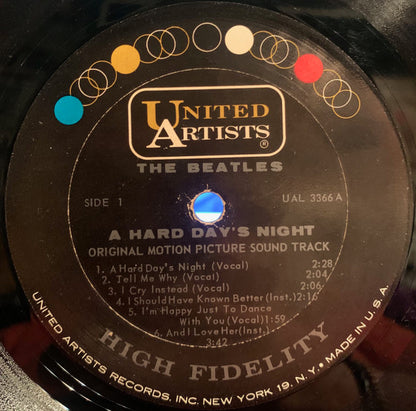 UNITED
ARTISTS
®
THE BEATLES
SIDE 1
UAL 3366 A
A HARD DAY'S NIGHT
ORIGINAL MOTION PICTURE SOUND TRACK
1. A Hard Day's Night (Vocal) 2:28
2. Tell Me Why (Vocal) 2:04
3. I Cry Instead (Vocal) 2:06
4. I Should Have Known Better (Inst.) 2:16
5. I'm Happy Just To Dance
With You (Vocal) 1:59
6. And I Love Her (Inst.)
3:42
HIGH FIDELITY
UNITED ARTISTS RECORDS, INC. NEW YORK 19, N.Y. • MADE IN U.S.A.